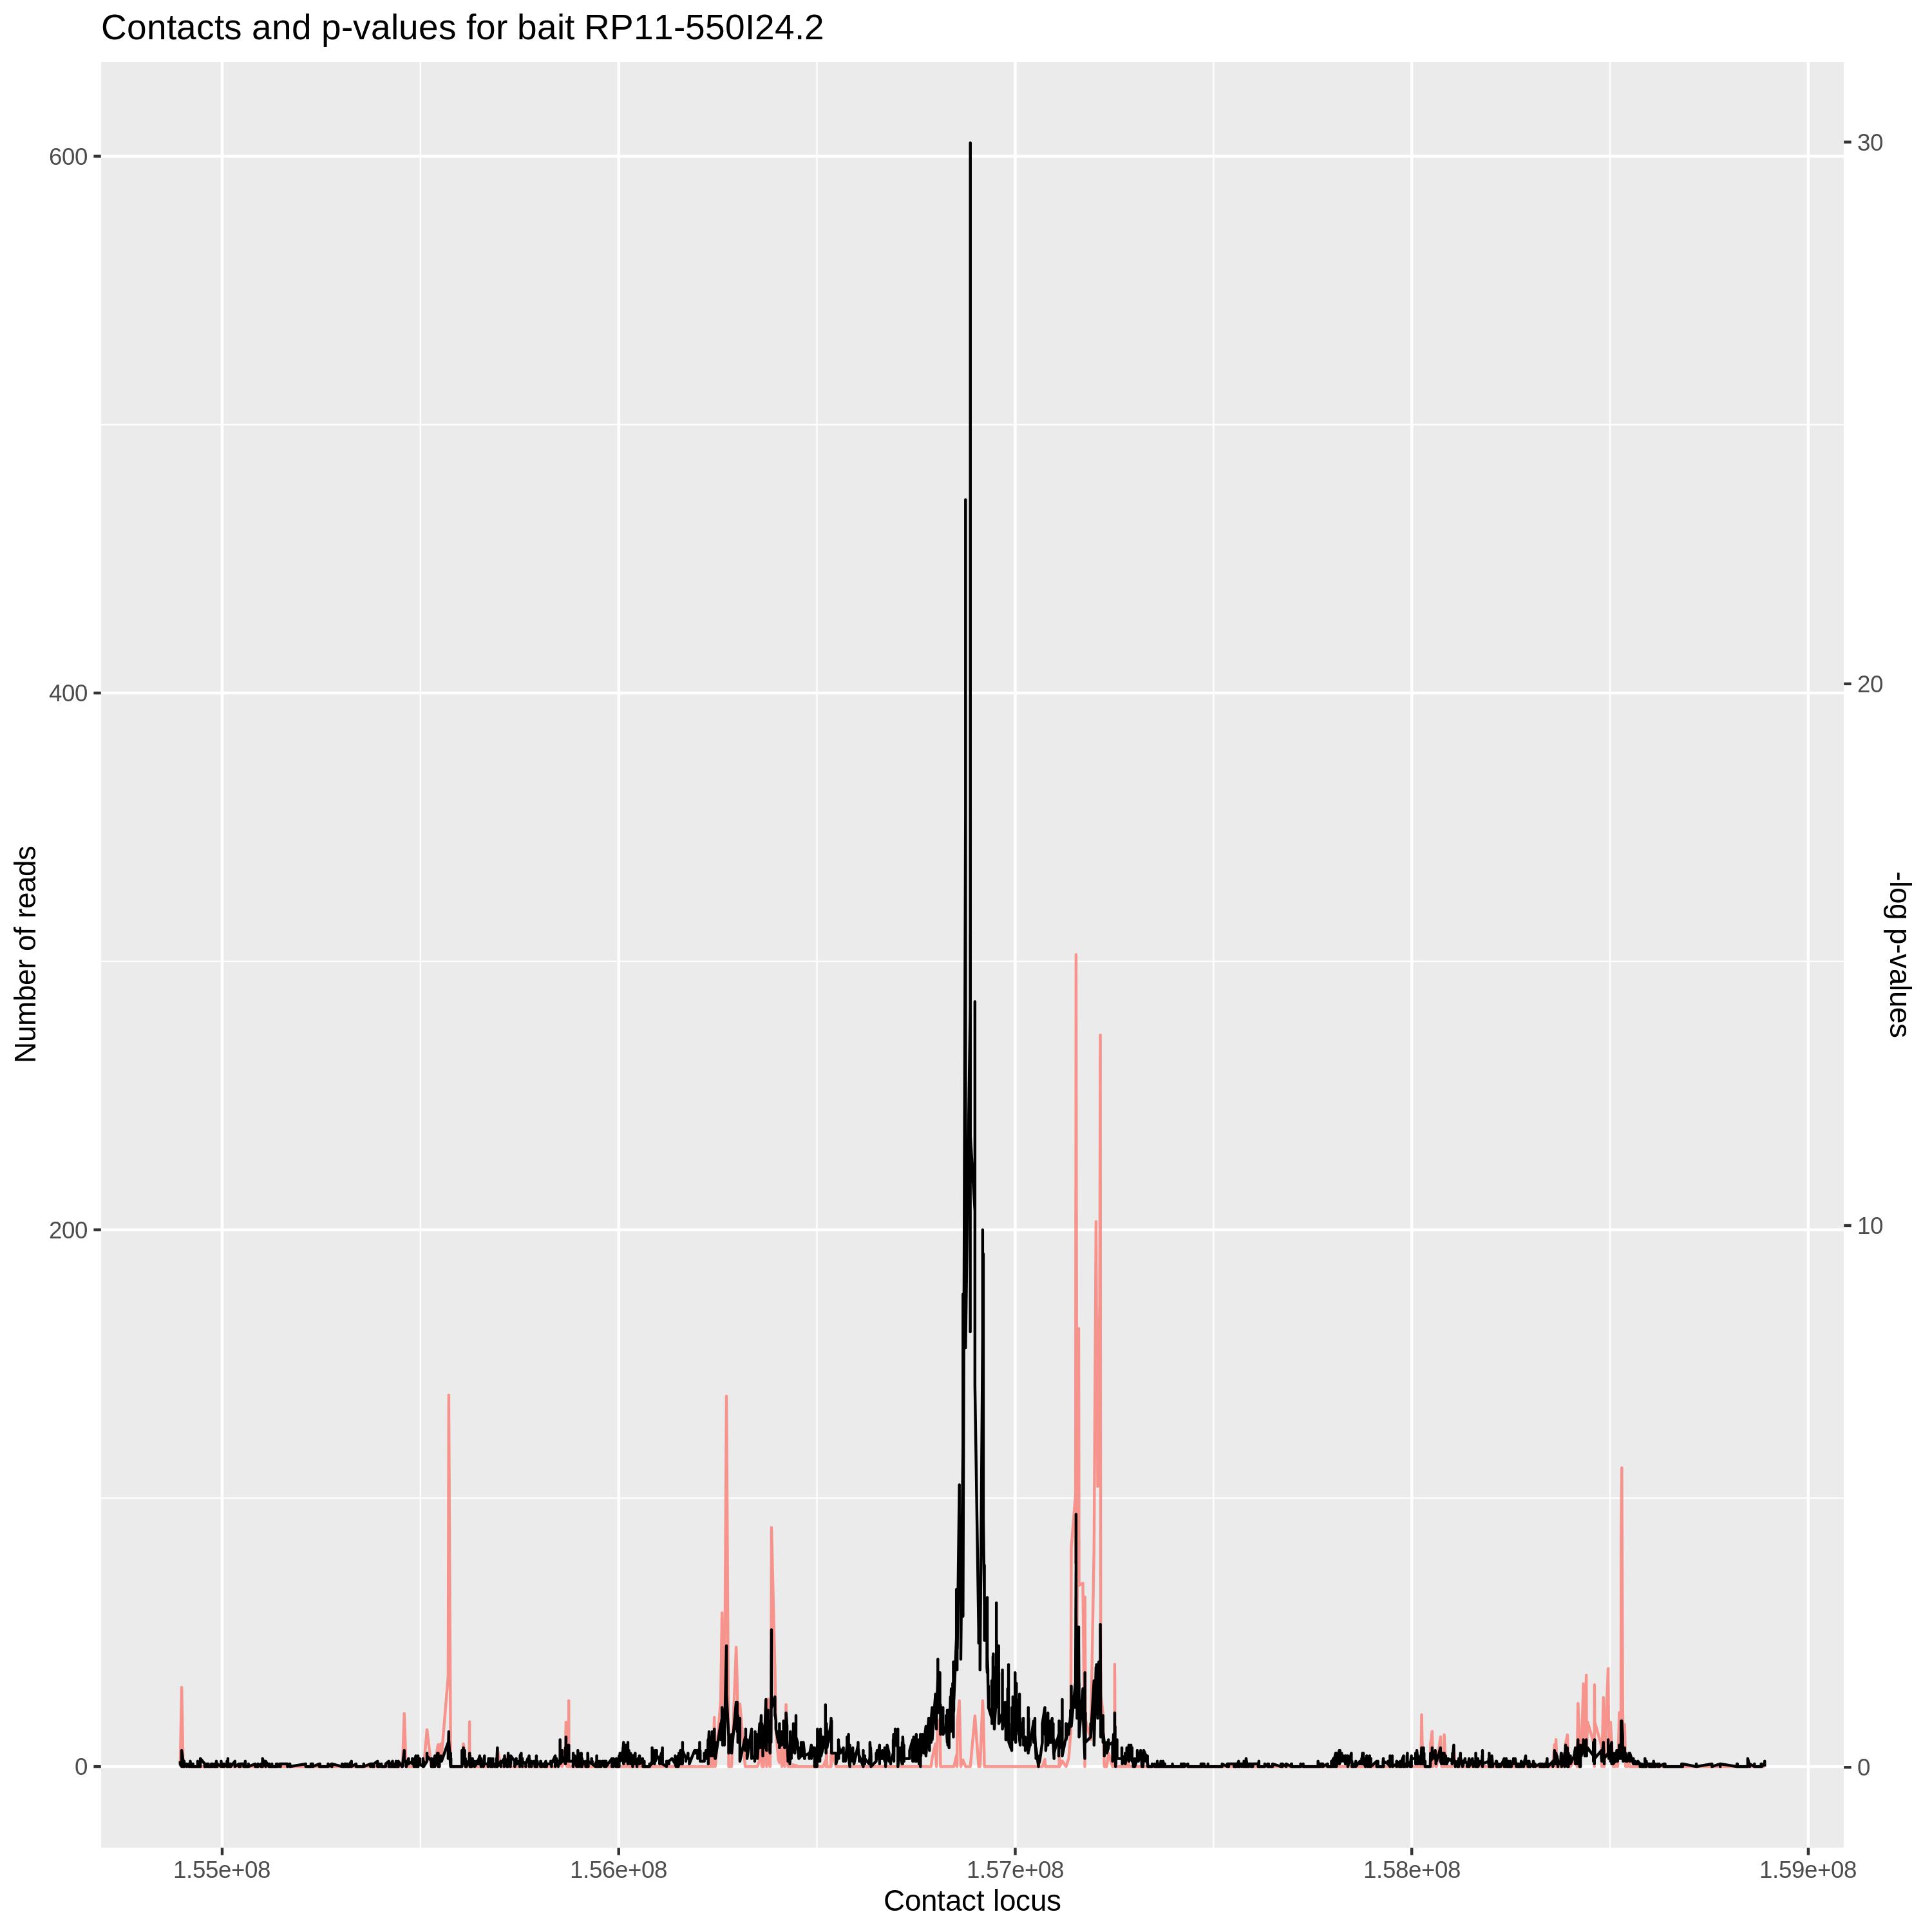 Contacts and p-values for bait RP11-550I24.2
600
400
200
0
Number of reads
30
20
10
0
-log p-values
1.55e+08 1.56e+08 1.57e+08 1.58e+08 1.59e+08
Contact locus